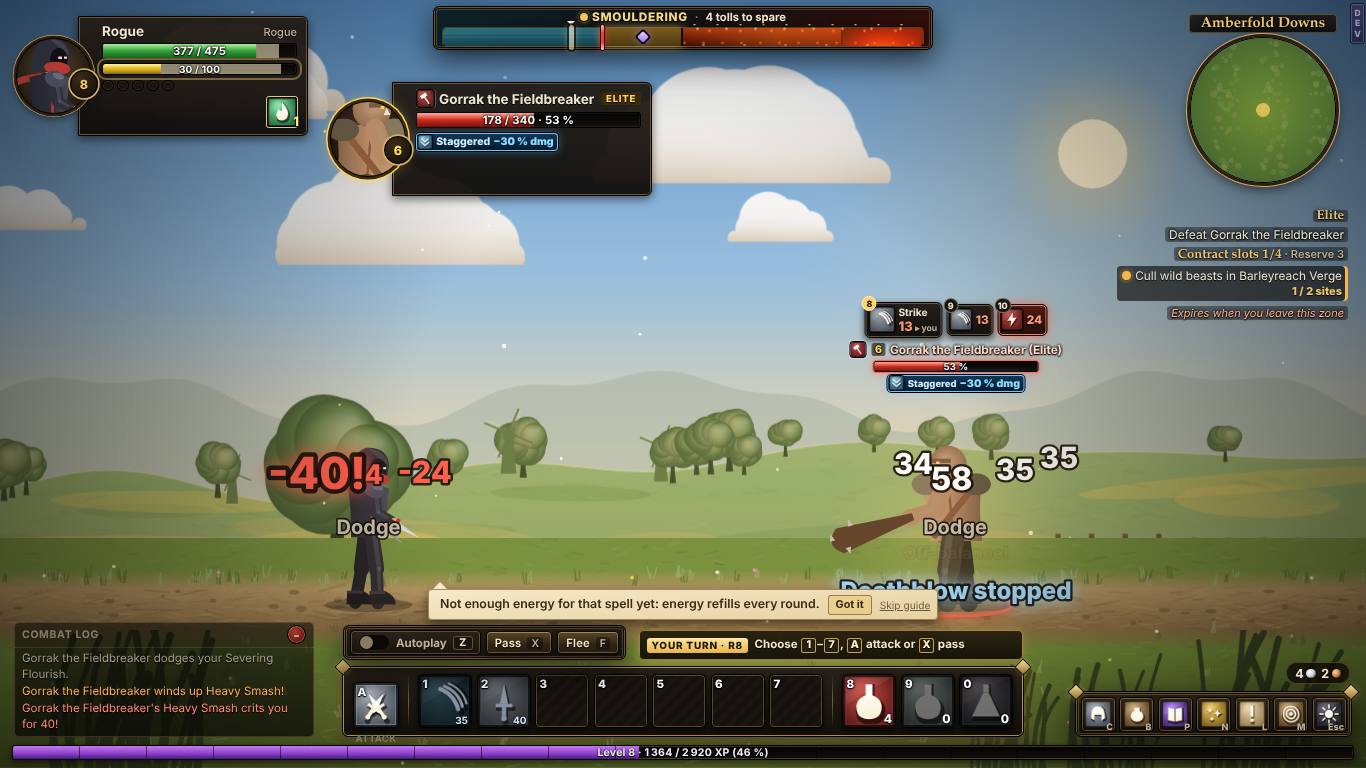 Rogue
Rogue
377 / 475
30 / 100
8
1
SMOULDERING · 4 tolls to spare
Gorrak the Fieldbreaker ELITE
178 / 340 · 53 %
Staggered −30 % dmg
6
Amberfold Downs
DEV
Elite
Defeat Gorrak the Fieldbreaker
Contract slots 1/4 · Reserve 3
Cull wild beasts in Barleyreach Verge
1 / 2 sites
Expires when you leave this zone
8 Strike 13 ▸ you
9 13
10 24
6 Gorrak the Fieldbreaker (Elite)
53 %
Staggered −30 % dmg
-40! 4 -24
34 58 35 35
Dodge
Dodge
Deathblow stopped
Not enough energy for that spell yet: energy refills every round. Got it Skip guide
COMBAT LOG
Gorrak the Fieldbreaker dodges your Severing
Flourish.
Gorrak the Fieldbreaker winds up Heavy Smash!
Gorrak the Fieldbreaker's Heavy Smash crits you
for 40!
Autoplay Z Pass X Flee F
YOUR TURN · R8 Choose 1–7, A attack or X pass
A
ATTACK
1 35
2 40
3
4
5
6
7
8 4
9 0
0 0
4 2
C B P N L M Esc
Level 8 · 1 364 / 2 920 XP (46 %)